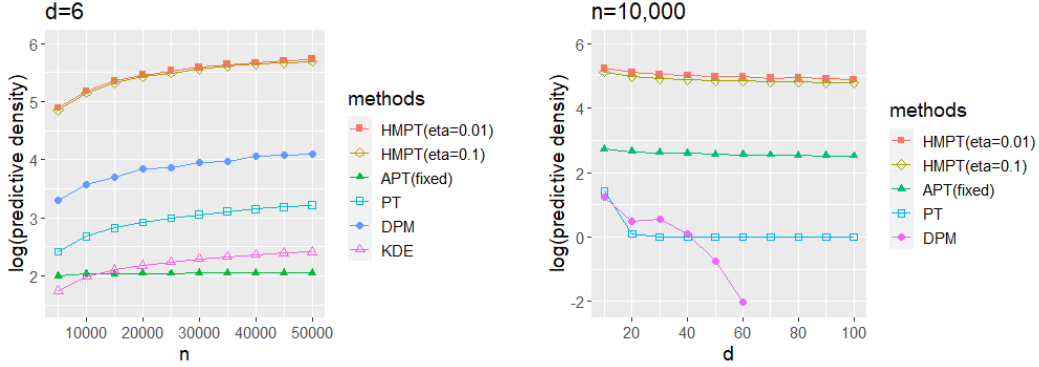 d=6
log(predictive density)
6
5
4
3
2
10000 20000 30000 40000 50000
n
methods
HMPT(eta=0.01)
HMPT(eta=0.1)
APT(fixed)
PT
DPM
KDE
n=10,000
log(predictive density)
6
4
2
0
-2
20 40 60 80 100
d
methods
HMPT(eta=0.01)
HMPT(eta=0.1)
APT(fixed)
PT
DPM